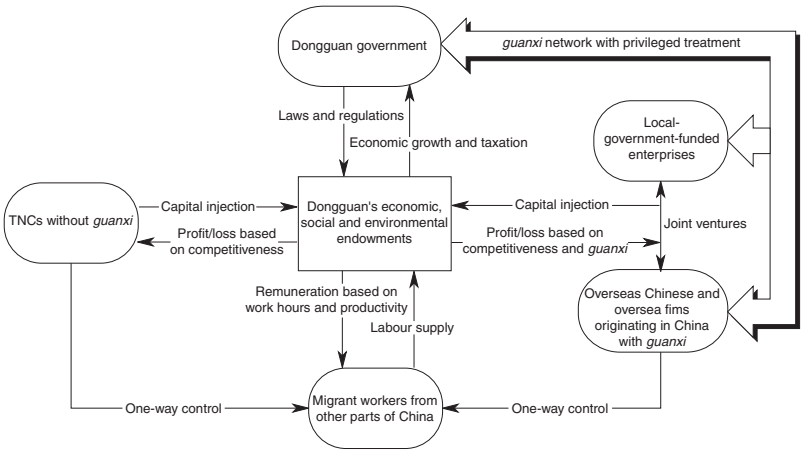 Dongguan government
guanxi network with privileged treatment
Laws and regulations
Economic growth and taxation
Local-
government-funded
enterprises
TNCs without guanxi
Capital injection
Profit/loss based
on competitiveness
Dongguan's economic,
social and environmental
endowments
Capital injection
Profit/loss based on
competitiveness and guanxi
Joint ventures
Remuneration based on
work hours and productivity
Labour supply
Overseas Chinese and
oversea fims
originating in China
with guanxi
One-way control
Migrant workers from
other parts of China
One-way control